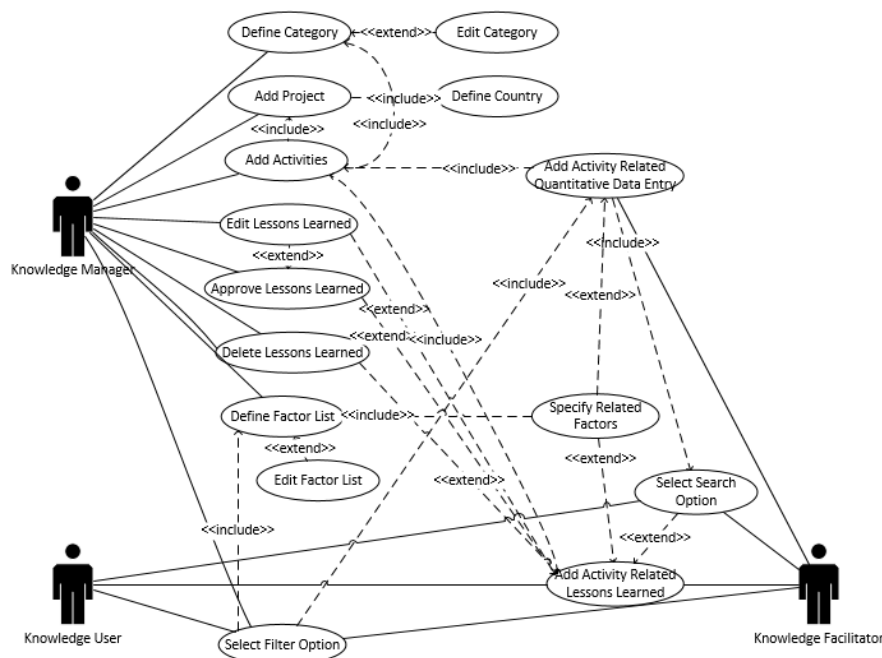 Define Category
<<extend>>
Edit Category
Add Project
<<include>>
Define Country
<<include>>
<<include>>
Add Activities
<<include>>
Add Activity Related
Quantitative Data Entry
Edit Lessons Learned
<<extend>>
<<include>>
Knowledge Manager
Approve Lessons Learned
<<include>>
<<extend>>
<<extend>>
<<extend>>
<<include>>
Delete Lessons Learned
Define Factor List
<<include>>
Specify Related
Factors
<<extend>>
Edit Factor List
<<extend>>
<<extend>>
Select Search
Option
<<include>>
<<extend>>
Add Activity Related
Lessons Learned
Knowledge User
Select Filter Option
Knowledge Facilitator